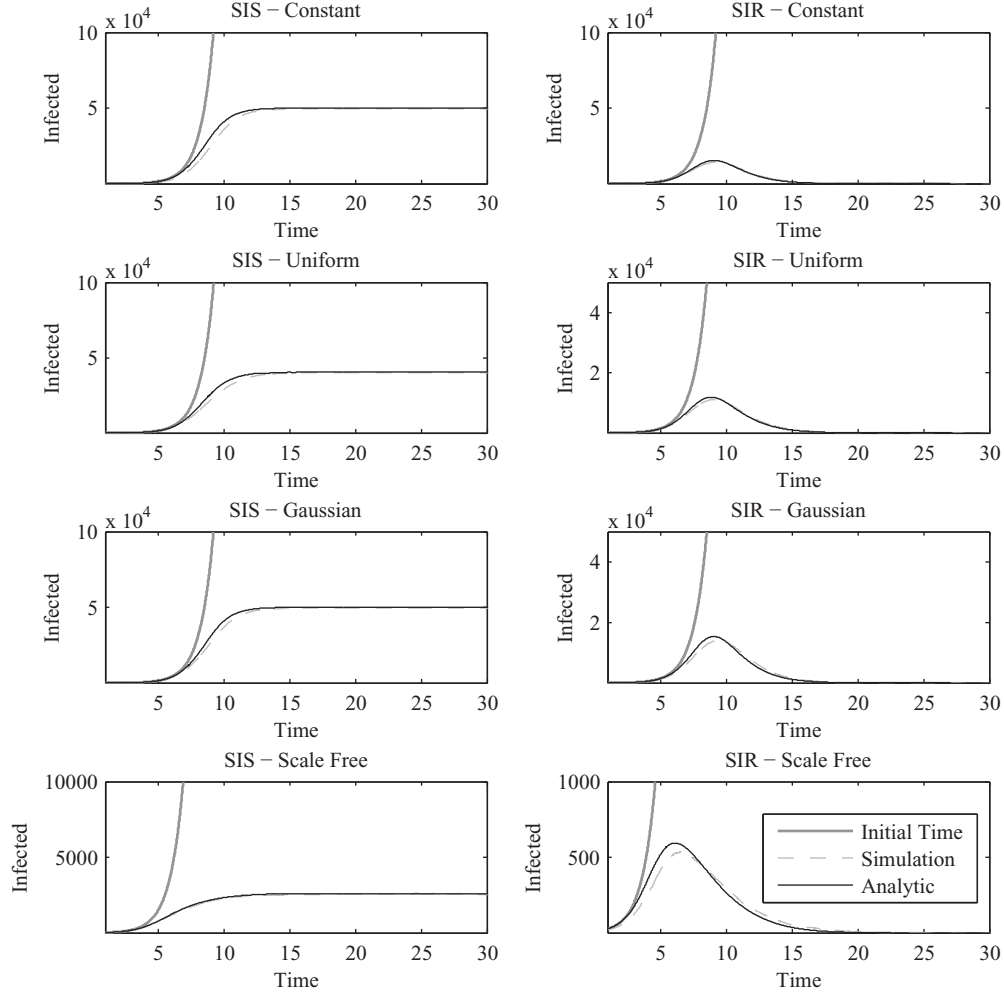 SIS − Constant
x 10^4
10
5
Infected
5 10 15 20 25 30
Time
SIR − Constant
x 10^4
10
5
Infected
5 10 15 20 25 30
Time
SIS − Uniform
x 10^4
10
5
Infected
5 10 15 20 25 30
Time
SIR − Uniform
x 10^4
4
2
Infected
5 10 15 20 25 30
Time
SIS − Gaussian
x 10^4
10
5
Infected
5 10 15 20 25 30
Time
SIR − Gaussian
x 10^4
4
2
Infected
5 10 15 20 25 30
Time
SIS − Scale Free
10000
5000
Infected
5 10 15 20 25 30
Time
SIR − Scale Free
1000
500
Infected
Initial Time
Simulation
Analytic
5 10 15 20 25 30
Time